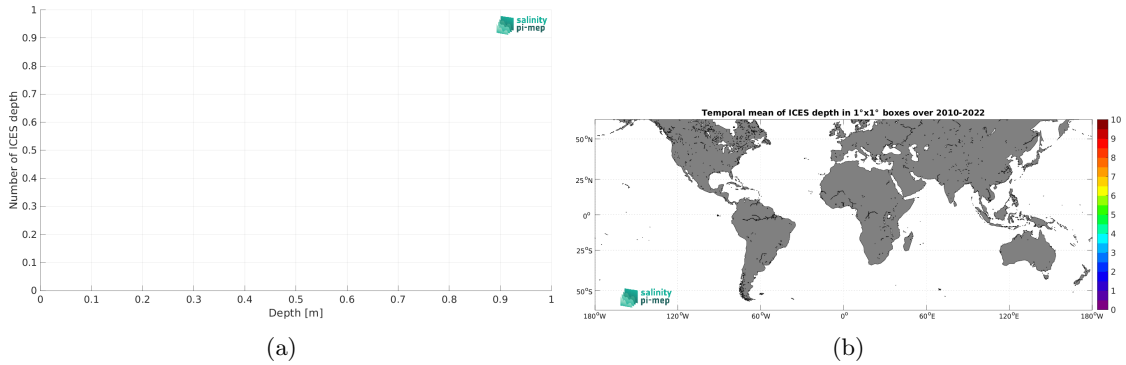 1
0.9
0.8
0.7
0.6
0.5
0.4
0.3
0.2
0.1
0
Number of ICES depth
0 0.1 0.2 0.3 0.4 0.5 0.6 0.7 0.8 0.9 1
Depth [m]
salinity
pi-mep
(a)
Temporal mean of ICES depth in 1°x1° boxes over 2010-2022
50°N
25°N
0°
25°S
50°S
180°W 120°W 60°W 0° 60°E 120°E 180°W
10
9
8
7
6
5
4
3
2
1
0
salinity
pi-mep
(b)